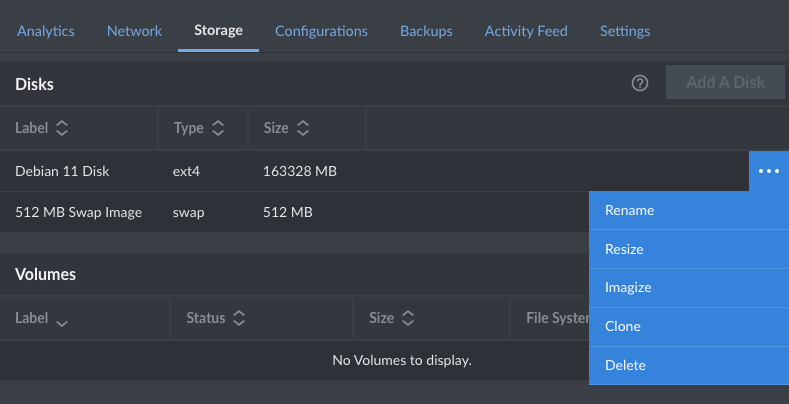 Analytics Network Storage Configurations Backups Activity Feed Settings
Disks Add A Disk
Label Type Size
Debian 11 Disk ext4 163328 MB
512 MB Swap Image swap 512 MB
Rename
Resize
Imagize
Clone
Delete
Volumes
Label Status Size File
No Volumes to display.